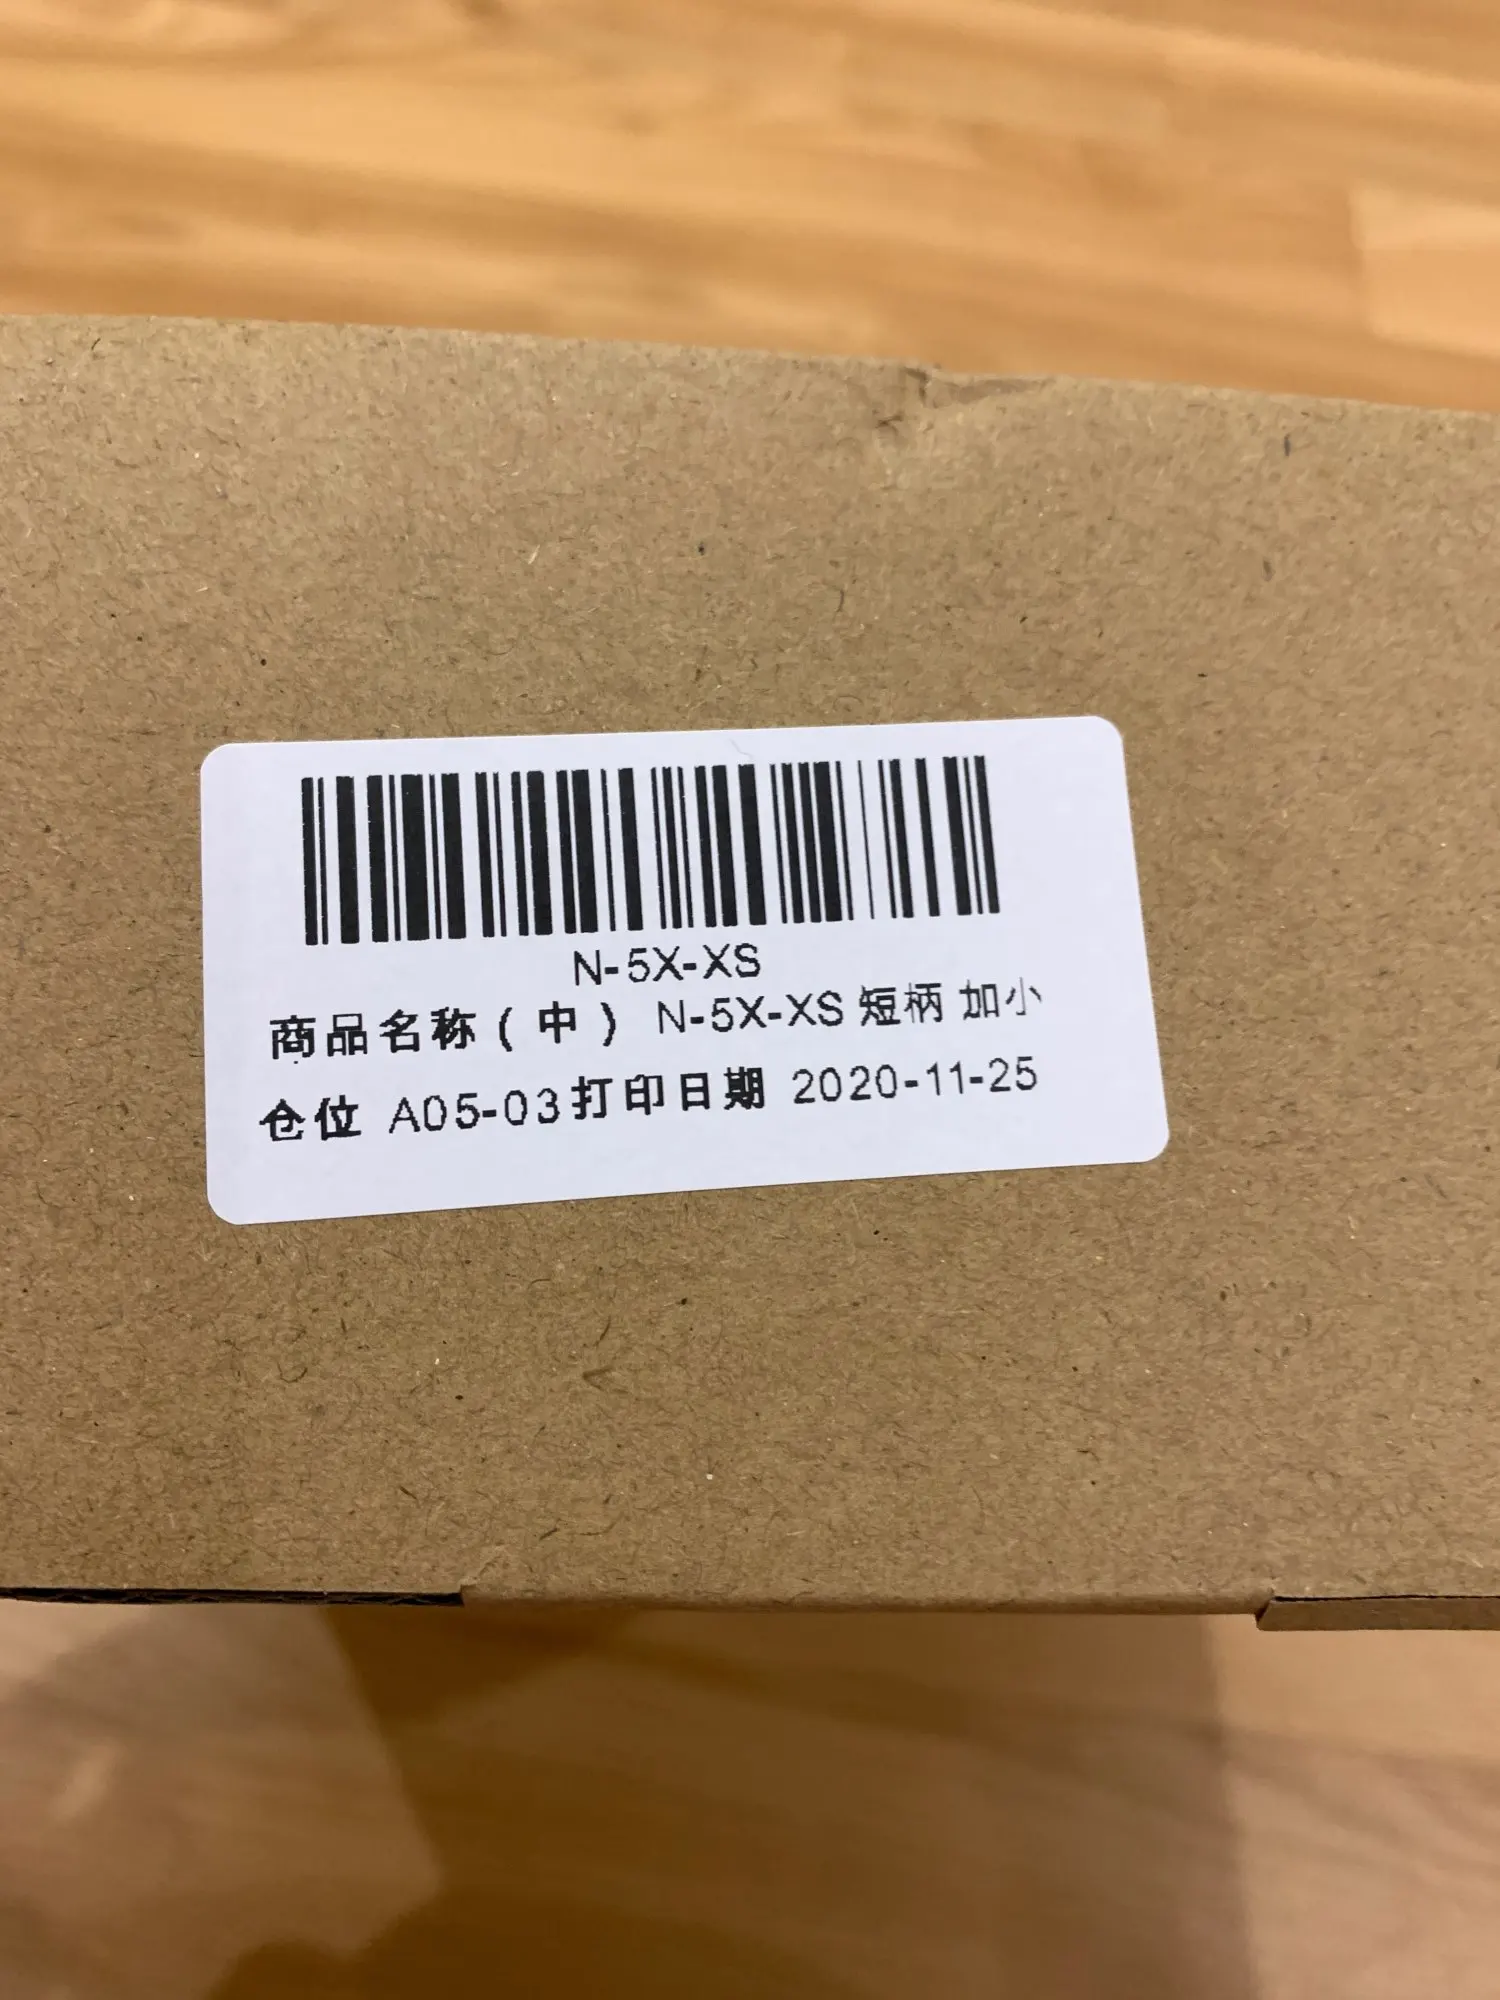 N-5X-XS
商品名称（中） N-5X-XS 短柄 加小
仓位 A05-03 打印日期 2020-11-25